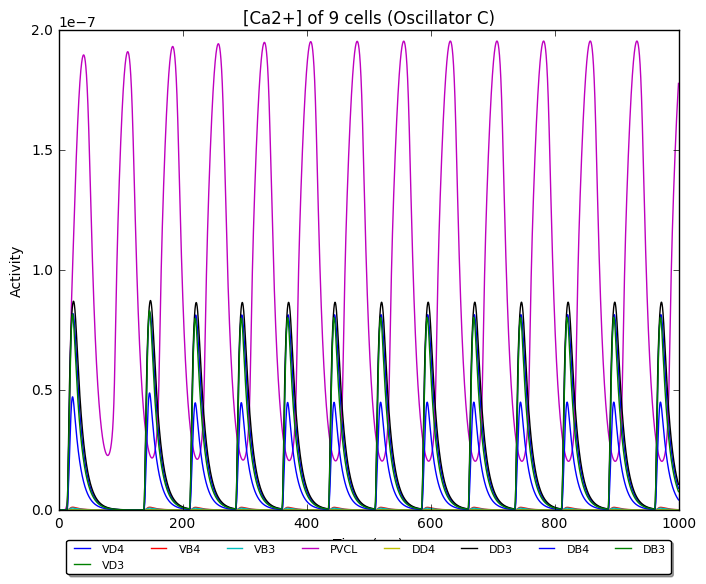 [Ca2+] of 9 cells (Oscillator C)
1e−7
2.0
1.5
1.0
0.5
0.0
Activity
0 200 400 600 800 1000
VD4 VB4 VB3 PVCL DD4 DD3 DB4 DB3
VD3